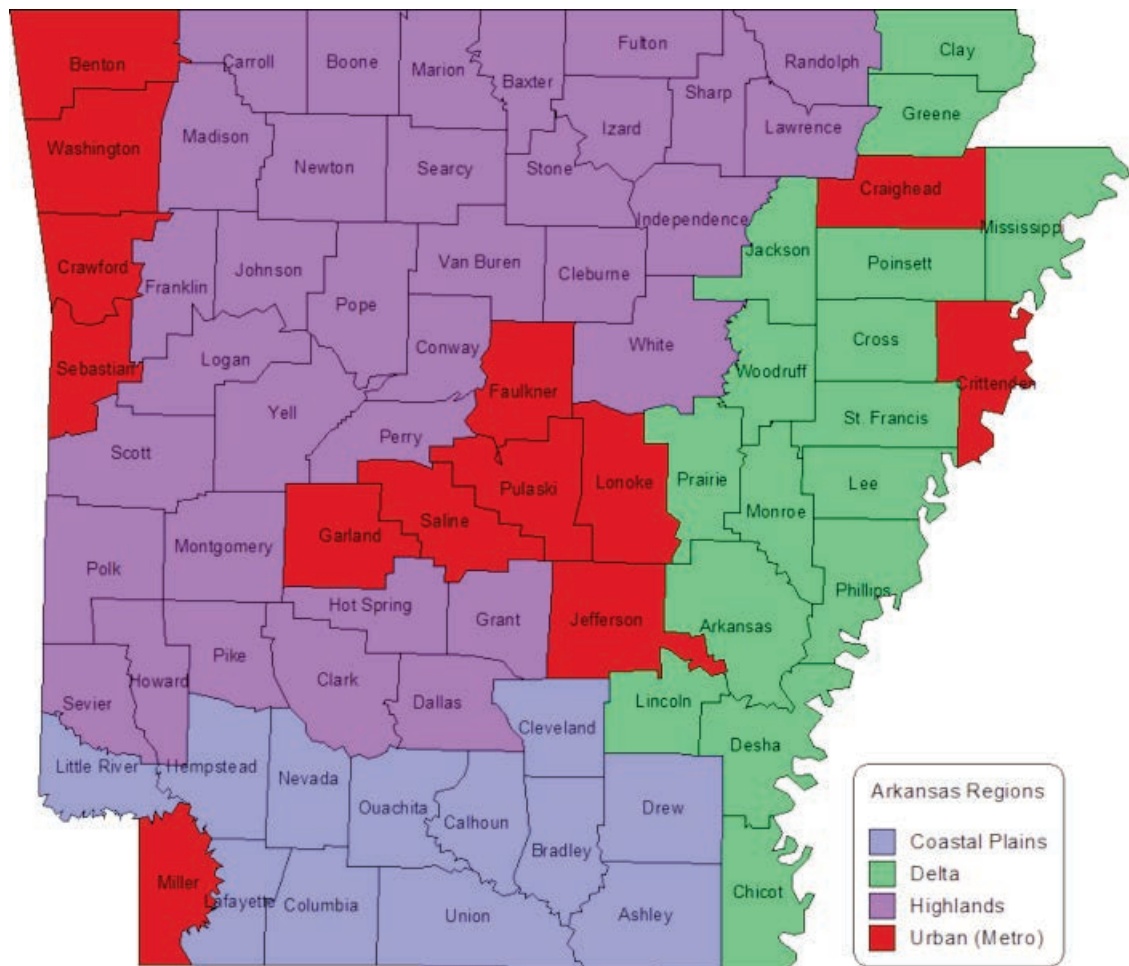 Benton
Carroll
Boone
Marion
Baxter
Fulton
Sharp
Randolph
Clay
Greene
Washington
Madison
Newton
Searcy
Stone
Izard
Lawrence
Craighead
Mississippi
Crawford
Franklin
Johnson
Pope
Van Buren
Cleburne
Independence
Jackson
Poinsett
Sebastian
Logan
Conway
Faulkner
White
Woodruff
Cross
Crittenden
Scott
Yell
Perry
St. Francis
Polk
Montgomery
Garland
Saline
Pulaski
Lonoke
Prairie
Monroe
Lee
Phillips
Hot Spring
Grant
Jefferson
Arkansas
Sevier
Howard
Pike
Clark
Dallas
Cleveland
Lincoln
Desha
Little River
Hempstead
Nevada
Ouachita
Calhoun
Bradley
Drew
Chicot
Miller
Lafayette
Columbia
Union
Ashley
Arkansas Regions
Coastal Plains
Delta
Highlands
Urban (Metro)